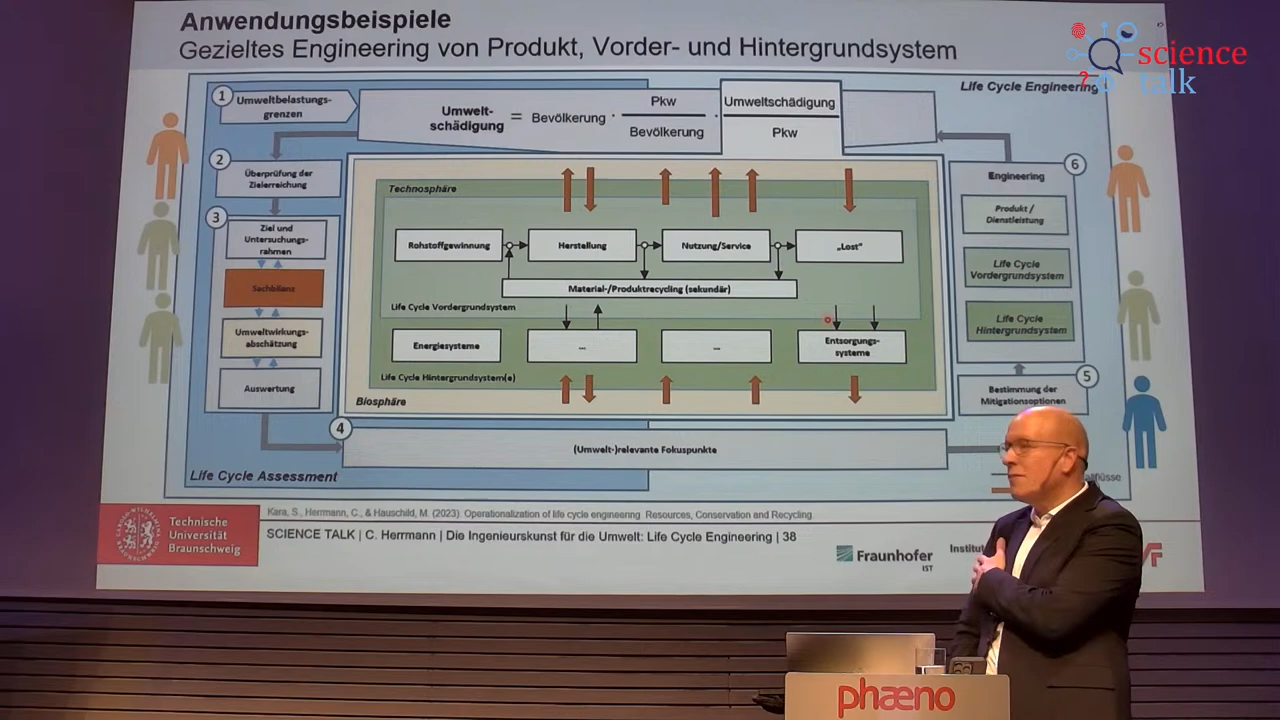 Anwendungsbeispiele
Gezieltes Engineering von Produkt, Vorder- und Hintergrundsystem
science
talk
Life Cycle Engineering
1
Umweltbelastungs-
grenzen
Umwelt-
schädigung
=
Bevölkerung
·
Pkw
Bevölkerung
·
Umweltschädigung
Pkw
2
Überprüfung der
Zielerreichung
3
Ziel und
Untersuchungs-
rahmen
Sachbilanz
Umweltwirkungs-
abschätzung
Auswertung
Technosphäre
Rohstoffgewinnung
Herstellung
Nutzung/Service
„Lost“
Material-/Produktrecycling (sekundär)
Life Cycle Vordergrundsystem
Energiesysteme
...
...
Entsorgungs-
systeme
Life Cycle Hintergrundsystem(e)
Biosphäre
6
Engineering
Produkt /
Dienstleistung
Life Cycle
Vordergrundsystem
Life Cycle
Hintergrundsystem
5
Bestimmung der
Mitigationsoptionen
4
(Umwelt-)relevante Fokuspunkte
Life Cycle Assessment
Technische
Universität
Braunschweig
Kara, S., Herrmann, C., & Hauschild, M. (2023) Operationalization of life cycle engineering Resources, Conservation and Recycling
SCIENCE TALK | C. Herrmann | Die Ingenieurskunst für die Umwelt: Life Cycle Engineering | 38
Fraunhofer
IST
phæno